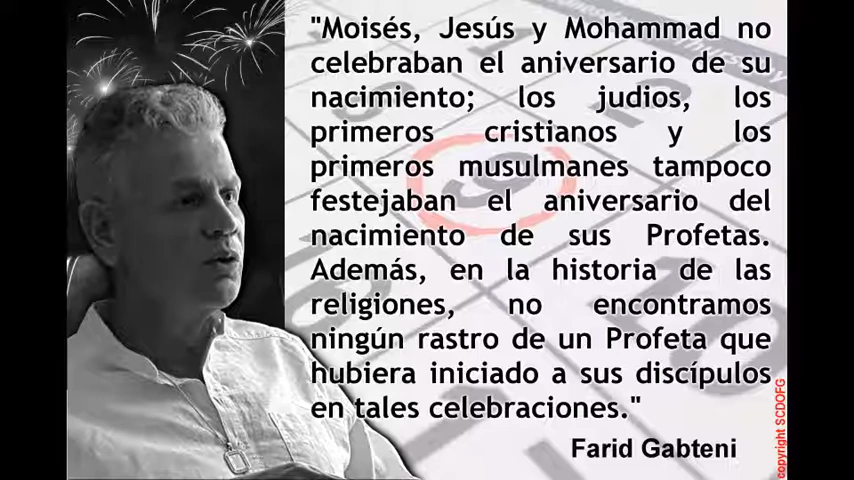 "Moisés, Jesús y Mohammad no
celebraban el aniversario de su
nacimiento; los judios, los
primeros cristianos y los
primeros musulmanes tampoco
festejaban el aniversario del
nacimiento de sus Profetas.
Además, en la historia de las
religiones, no encontramos
ningún rastro de un Profeta que
hubiera iniciado a sus discípulos
en tales celebraciones."
Farid Gabteni
copyright SCDOFG